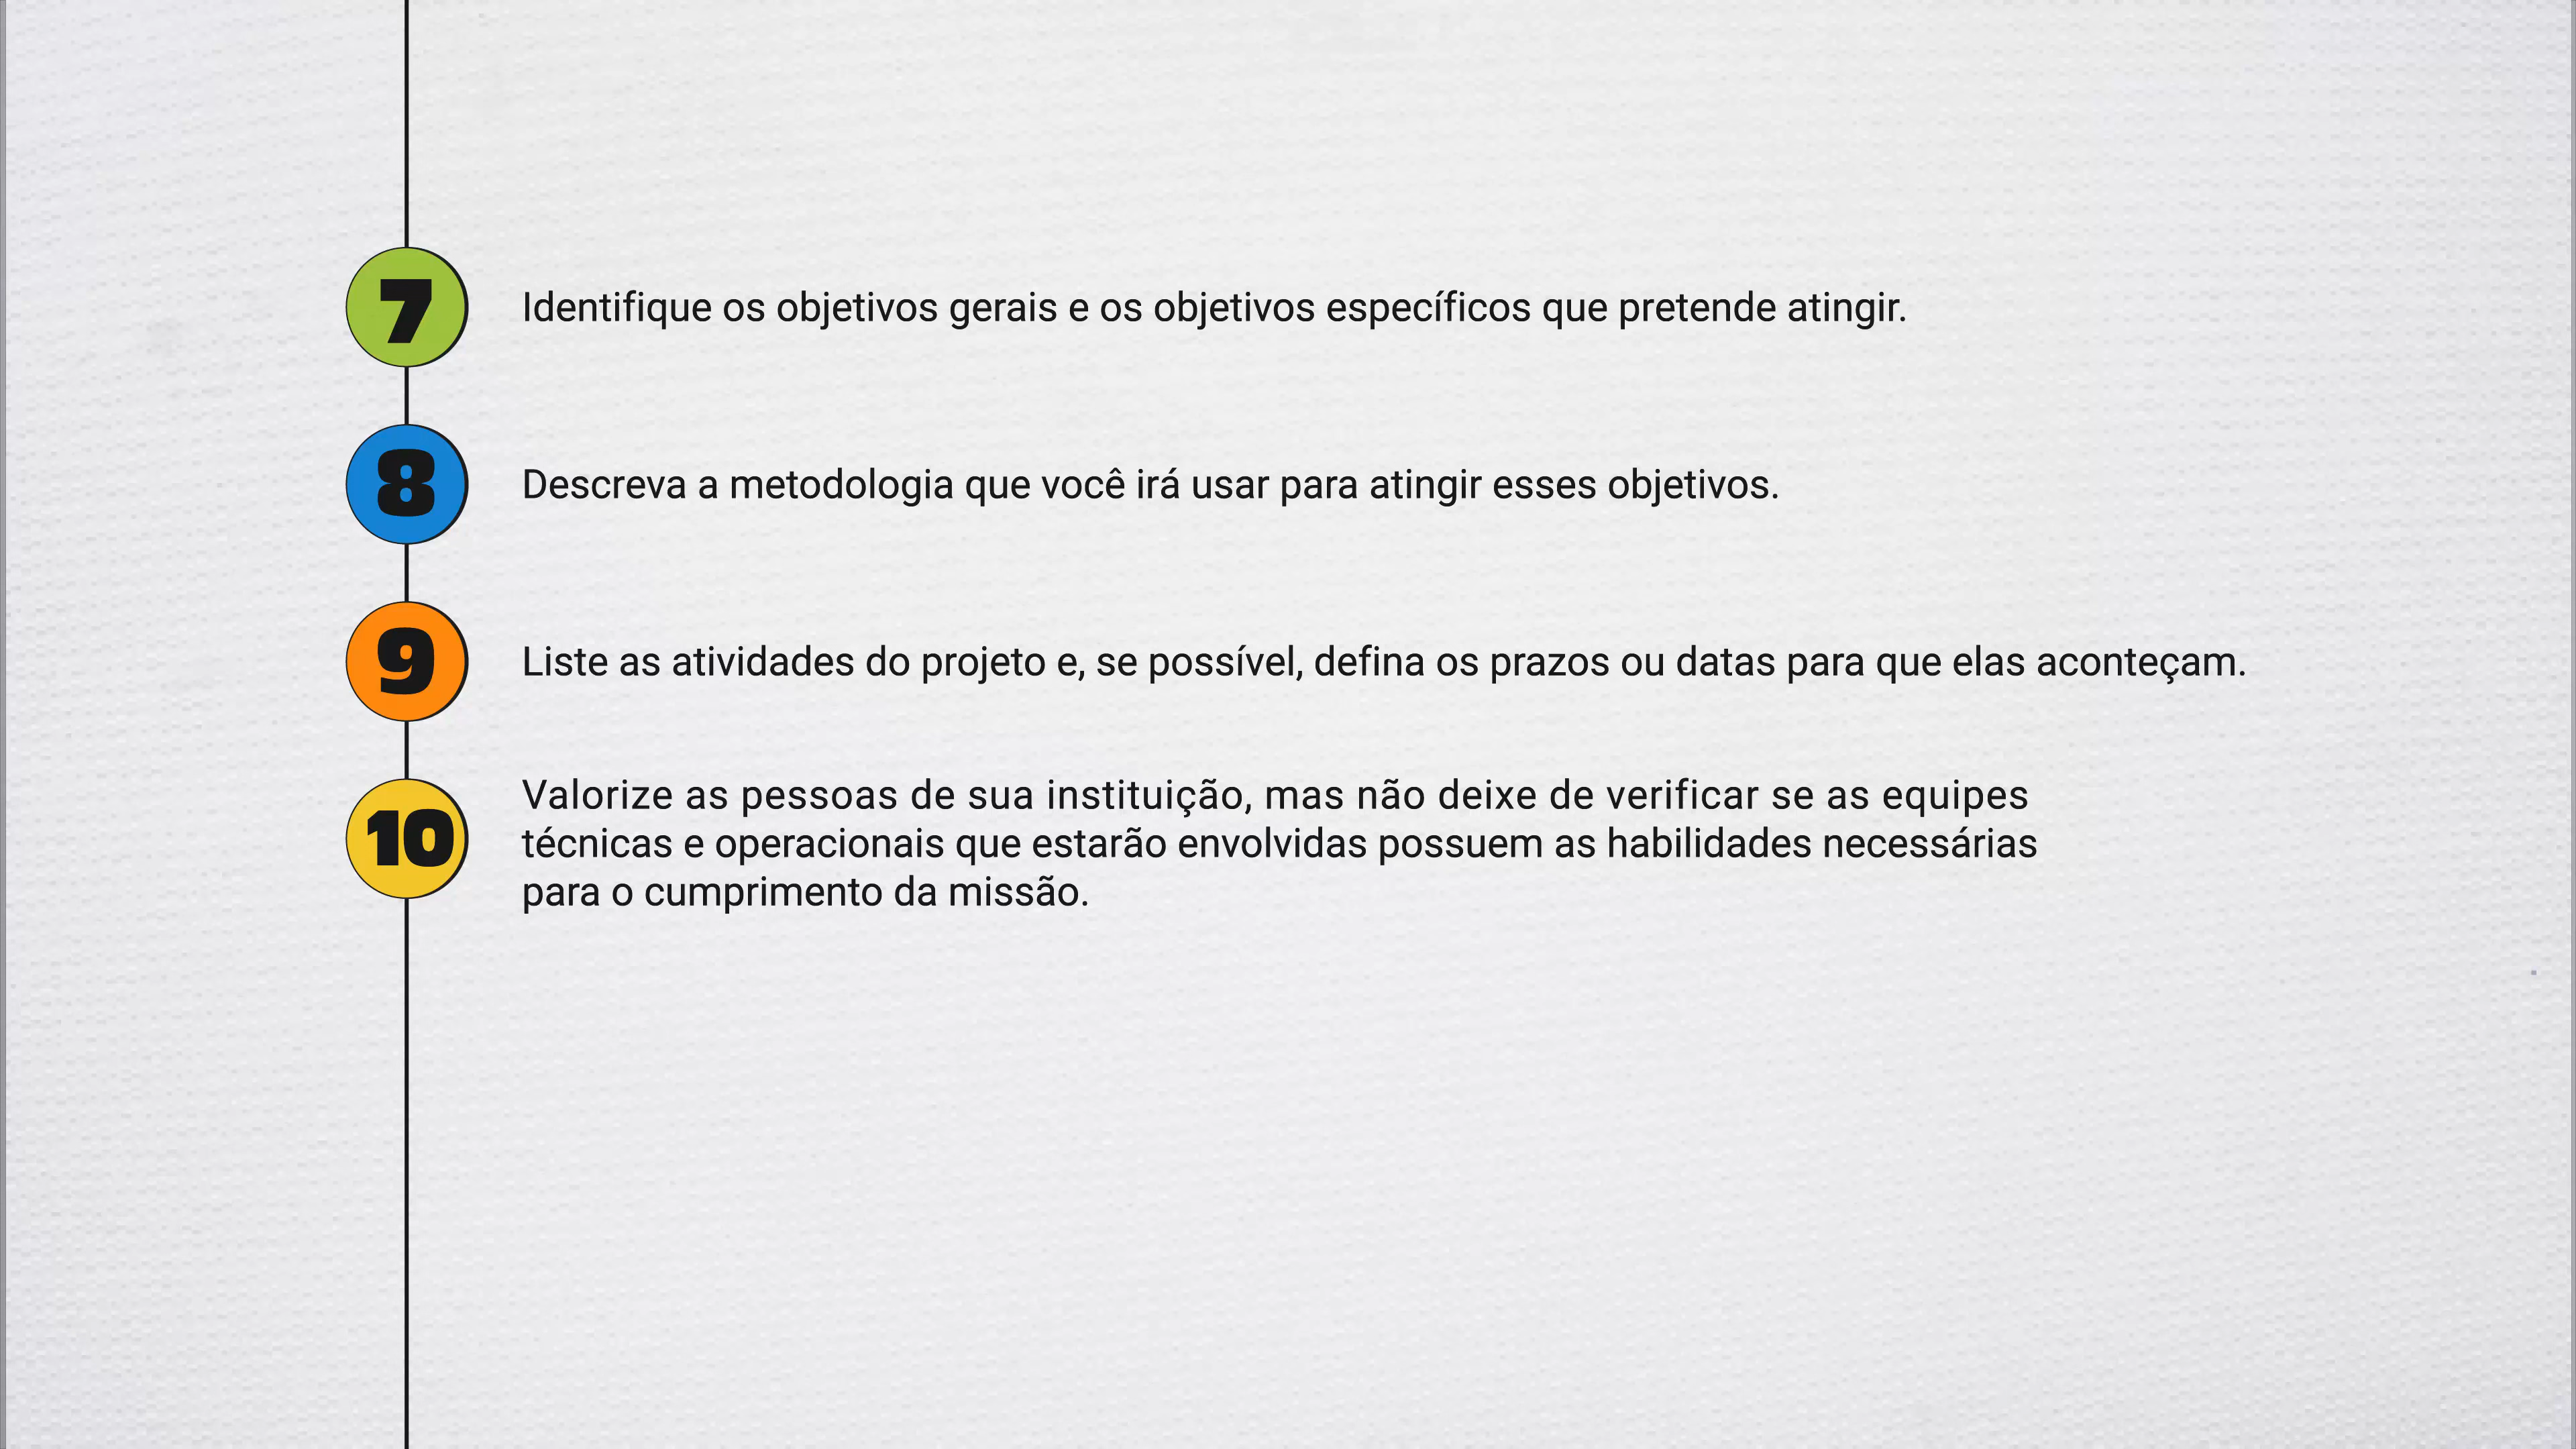 7 Identifique os objetivos gerais e os objetivos específicos que pretende atingir.
8 Descreva a metodologia que você irá usar para atingir esses objetivos.
9 Liste as atividades do projeto e, se possível, defina os prazos ou datas para que elas aconteçam.
10 Valorize as pessoas de sua instituição, mas não deixe de verificar se as equipes
técnicas e operacionais que estarão envolvidas possuem as habilidades necessárias
para o cumprimento da missão.